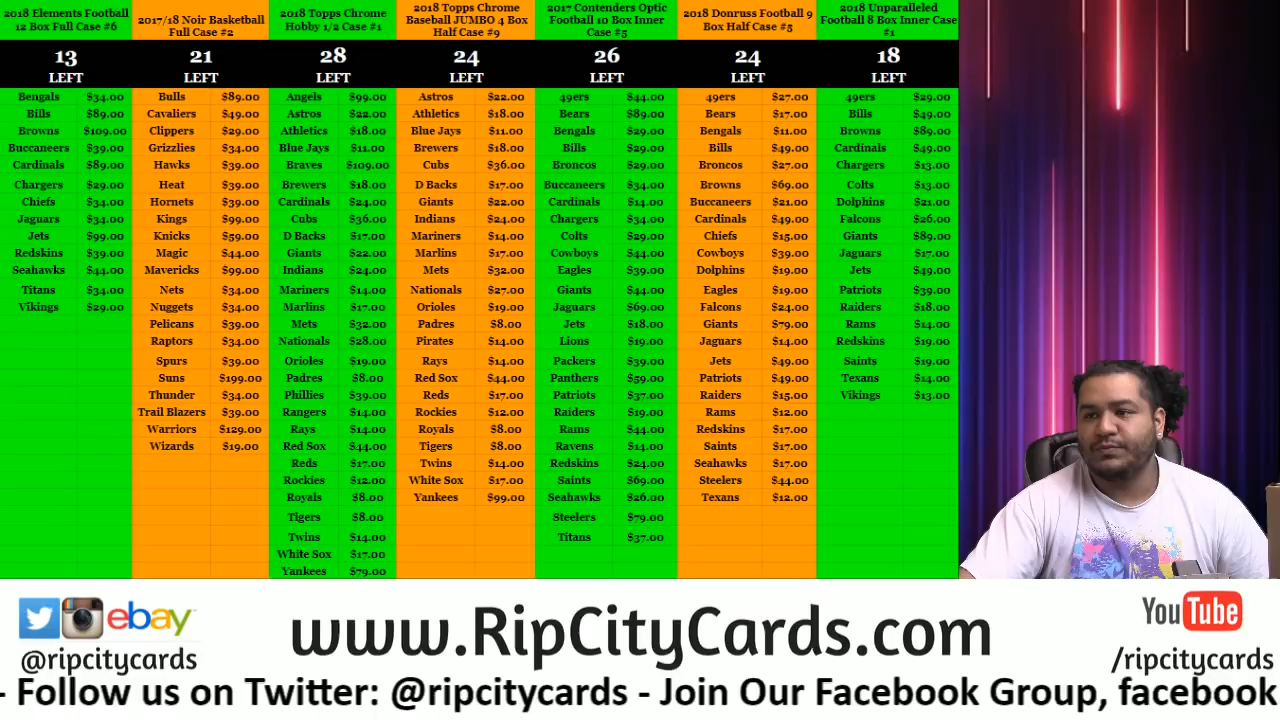 2018 Elements Football
12 Box Full Case #6
13
LEFT
Bengals $34.00
Bills $89.00
Browns $109.00
Buccaneers $39.00
Cardinals $89.00
Chargers $29.00
Chiefs $34.00
Jaguars $34.00
Jets $99.00
Redskins $39.00
Seahawks $44.00
Titans $34.00
Vikings $29.00
2017/18 Noir Basketball
Full Case #2
21
LEFT
Bulls $89.00
Cavaliers $49.00
Clippers $29.00
Grizzlies $34.00
Hawks $39.00
Heat $39.00
Hornets $39.00
Kings $99.00
Knicks $59.00
Magic $44.00
Mavericks $99.00
Nets $34.00
Nuggets $34.00
Pelicans $39.00
Raptors $34.00
Spurs $39.00
Suns $199.00
Thunder $34.00
Trail Blazers $39.00
Warriors $129.00
Wizards $19.00
2018 Topps Chrome
Hobby 1/2 Case #1
28
LEFT
Angels $99.00
Astros $22.00
Athletics $18.00
Blue Jays $11.00
Braves $109.00
Brewers $18.00
Cardinals $24.00
Cubs $36.00
D Backs $17.00
Giants $22.00
Indians $24.00
Mariners $14.00
Marlins $17.00
Mets $32.00
Nationals $28.00
Orioles $19.00
Padres $8.00
Phillies $39.00
Rangers $14.00
Rays $14.00
Red Sox $44.00
Reds $17.00
Rockies $12.00
Royals $8.00
Tigers $8.00
Twins $14.00
White Sox $17.00
Yankees $79.00
2018 Topps Chrome
Baseball JUMBO 4 Box
Half Case #9
24
LEFT
Astros $22.00
Athletics $18.00
Blue Jays $11.00
Brewers $18.00
Cubs $36.00
D Backs $17.00
Giants $22.00
Indians $24.00
Mariners $14.00
Marlins $17.00
Mets $32.00
Nationals $27.00
Orioles $19.00
Padres $8.00
Pirates $14.00
Rays $14.00
Red Sox $44.00
Reds $17.00
Rockies $12.00
Royals $8.00
Tigers $8.00
Twins $14.00
White Sox $17.00
Yankees $99.00
2017 Contenders Optic
Football 10 Box Inner
Case #5
26
LEFT
49ers $44.00
Bears $89.00
Bengals $29.00
Bills $29.00
Broncos $29.00
Buccaneers $34.00
Cardinals $14.00
Chargers $34.00
Colts $29.00
Cowboys $44.00
Eagles $39.00
Giants $44.00
Jaguars $69.00
Jets $18.00
Lions $19.00
Packers $39.00
Panthers $59.00
Patriots $37.00
Raiders $19.00
Rams $44.00
Ravens $14.00
Redskins $24.00
Saints $69.00
Seahawks $26.00
Steelers $79.00
Titans $37.00
2018 Donruss Football 9
Box Half Case #5
24
LEFT
49ers $27.00
Bears $17.00
Bengals $11.00
Bills $49.00
Broncos $27.00
Browns $69.00
Buccaneers $21.00
Cardinals $49.00
Chiefs $15.00
Cowboys $39.00
Dolphins $19.00
Eagles $19.00
Falcons $24.00
Giants $79.00
Jaguars $14.00
Jets $49.00
Patriots $49.00
Raiders $15.00
Rams $12.00
Redskins $17.00
Saints $17.00
Seahawks $17.00
Steelers $44.00
Texans $12.00
2018 Unparalleled
Football 8 Box Inner Case
#1
18
LEFT
49ers $29.00
Bills $49.00
Browns $89.00
Cardinals $49.00
Chargers $13.00
Colts $13.00
Dolphins $21.00
Falcons $26.00
Giants $89.00
Jaguars $17.00
Jets $49.00
Patriots $39.00
Raiders $18.00
Rams $14.00
Redskins $19.00
Saints $19.00
Texans $14.00
Vikings $13.00
ebay
@ripcitycards
www.RipCityCards.com
YouTube
/ripcitycards
- Follow us on Twitter: @ripcitycards - Join Our Facebook Group, facebook